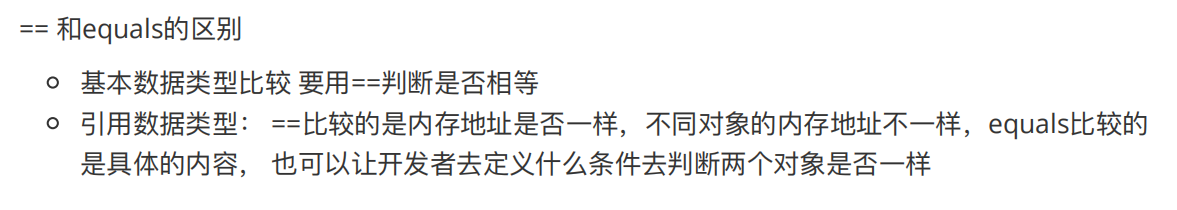 == 和equals的区别
基本数据类型比较 要用==判断是否相等
引用数据类型： ==比较的是内存地址是否一样，不同对象的内存地址不一样，equals比较的
是具体的内容， 也可以让开发者去定义什么条件去判断两个对象是否一样